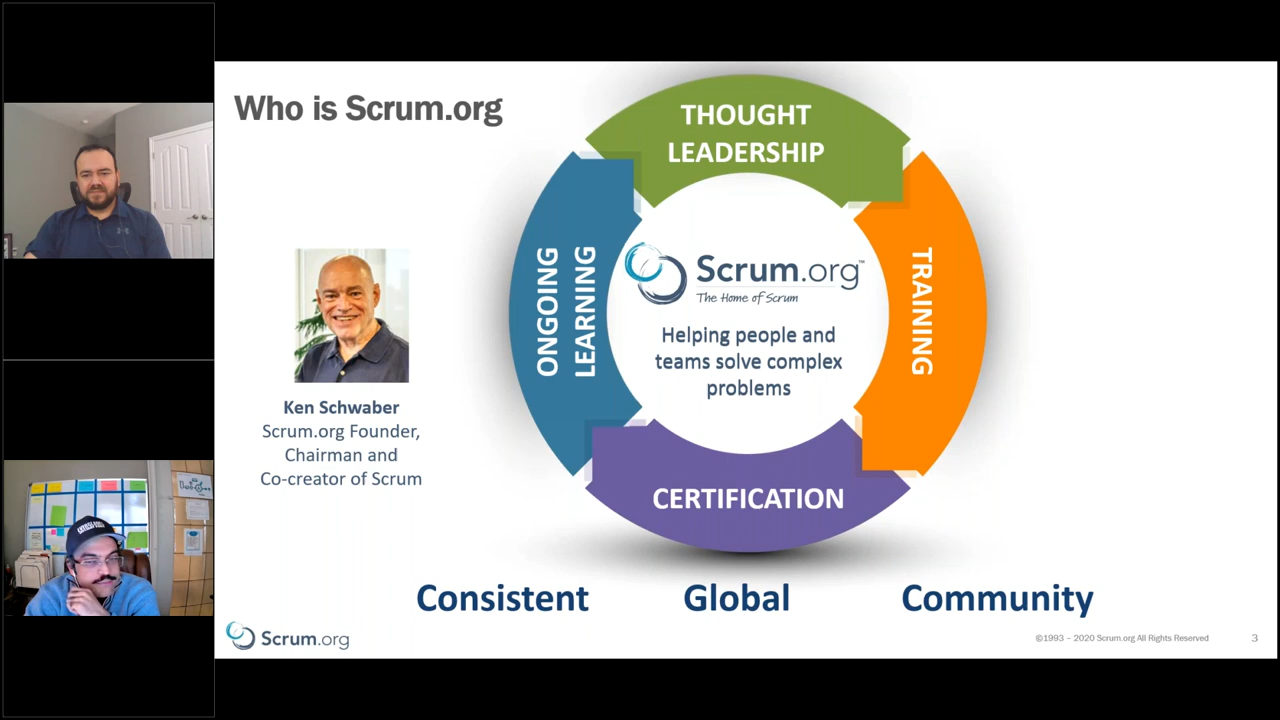 Who is Scrum.org
THOUGHT
LEADERSHIP
ONGOING
LEARNING
TRAINING
Scrum.org™
The Home of Scrum
Helping people and
teams solve complex
problems
Ken Schwaber
Scrum.org Founder,
Chairman and
Co-creator of Scrum
CERTIFICATION
Consistent Global Community
Scrum.org
©1993 – 2020 Scrum.org All Rights Reserved 3